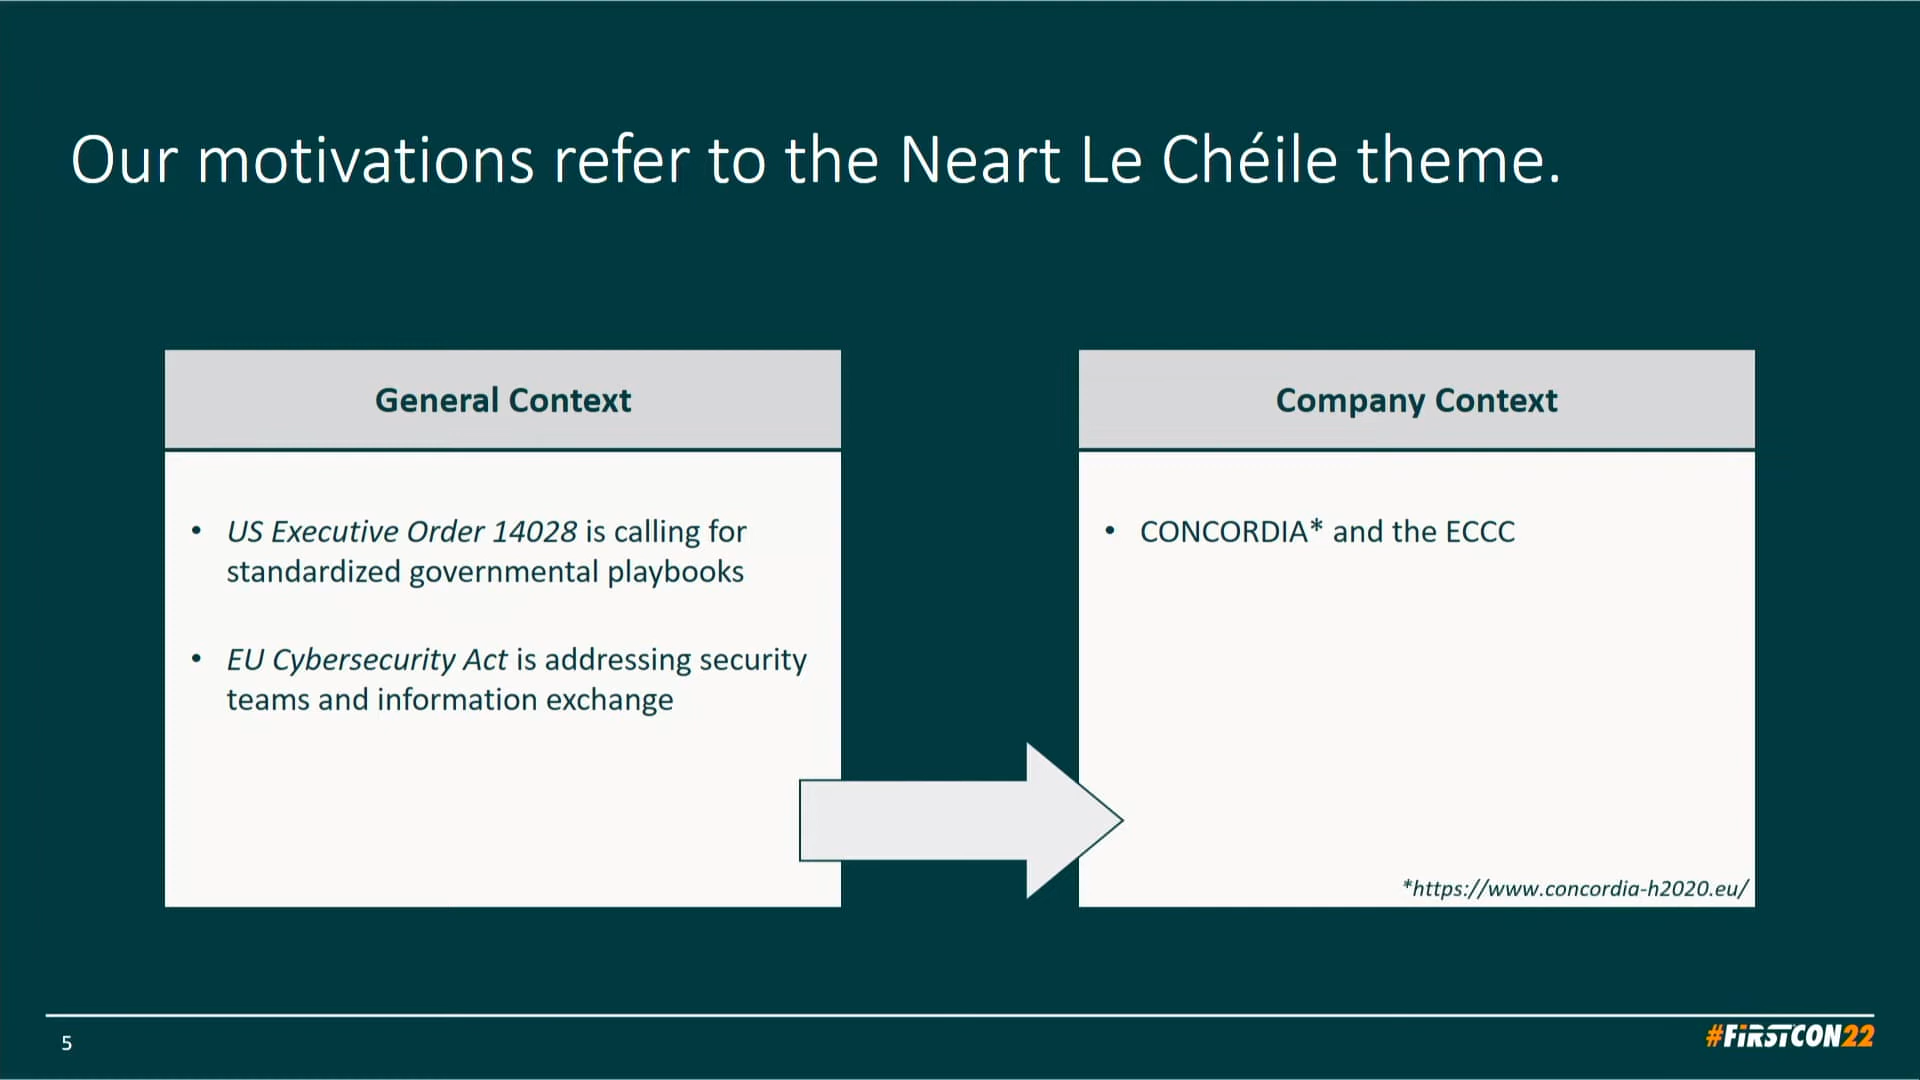 Our motivations refer to the Neart Le Chéile theme.
General Context
• US Executive Order 14028 is calling for
standardized governmental playbooks
• EU Cybersecurity Act is addressing security
teams and information exchange
Company Context
• CONCORDIA* and the ECCC
*https://www.concordia-h2020.eu/
5
#FiRSTCON22